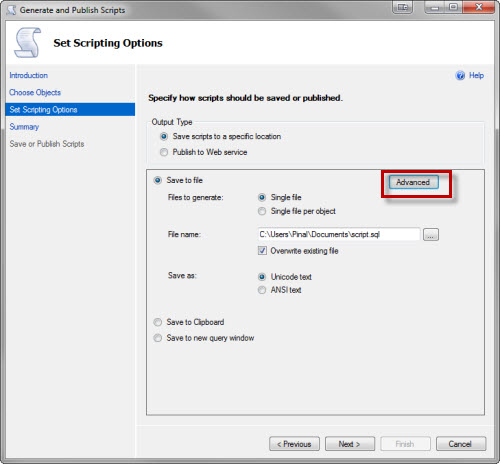 Generate and Publish Scripts
Set Scripting Options
Introduction
Choose Objects
Set Scripting Options
Summary
Save or Publish Scripts
Help
Specify how scripts should be saved or published.
Output Type
Save scripts to a specific location
Publish to Web service
Save to file
Advanced
Files to generate:
Single file
Single file per object
File name:
C:\Users\Pinal\Documents\script.sql
...
Overwrite existing file
Save as:
Unicode text
ANSI text
Save to Clipboard
Save to new query window
< Previous
Next >
Finish
Cancel